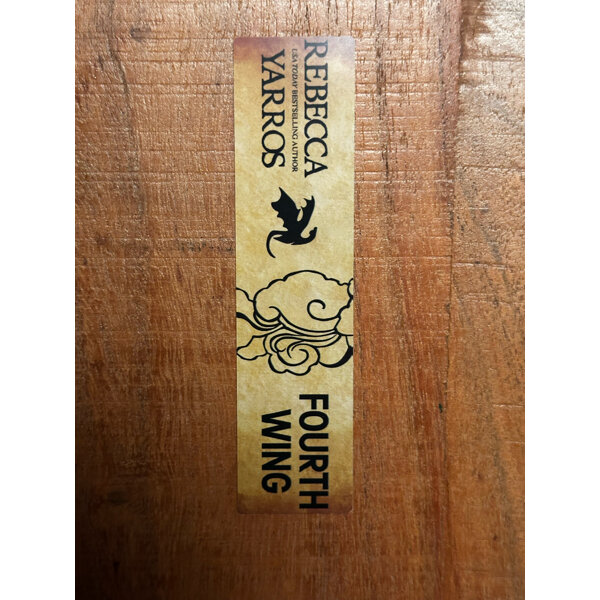 REBECCA
USA TODAY BESTSELLING AUTHOR
YARROS
FOURTH
WING